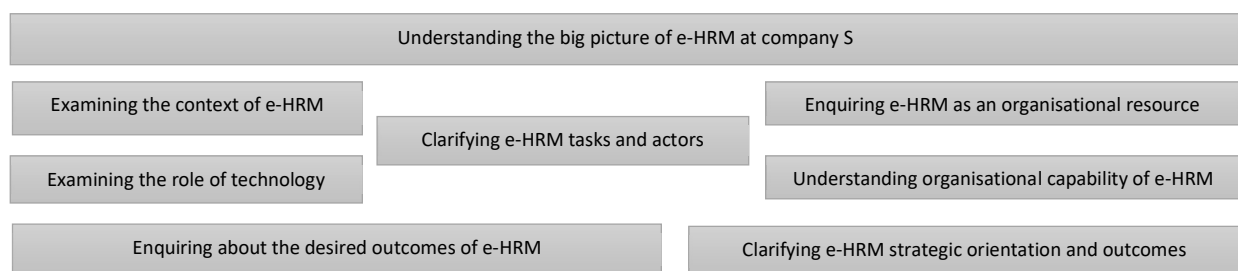 Understanding the big picture of e-HRM at company S
Examining the context of e-HRM
Enquiring e-HRM as an organisational resource
Clarifying e-HRM tasks and actors
Examining the role of technology
Understanding organisational capability of e-HRM
Enquiring about the desired outcomes of e-HRM
Clarifying e-HRM strategic orientation and outcomes